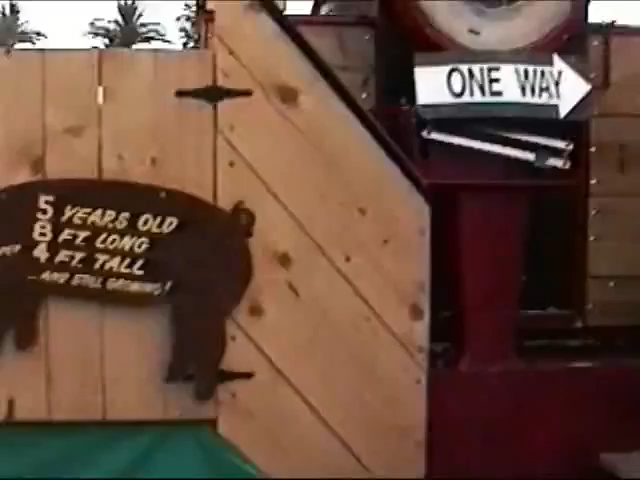 ONE WAY
5 YEARS OLD
8 FT. LONG
4 FT. TALL
...AND STILL GROWING!